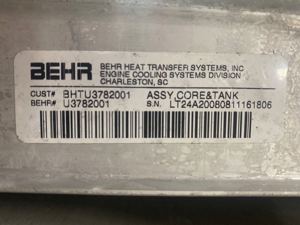 BEHR
BEHR HEAT TRANSFER SYSTEMS, INC
ENGINE COOLING SYSTEMS DIVISION
CHARLESTON, SC
CUST# BHTU3782001 ASSY,CORE&TANK
BEHR# U3782001 S.N. LT24A20080811161806